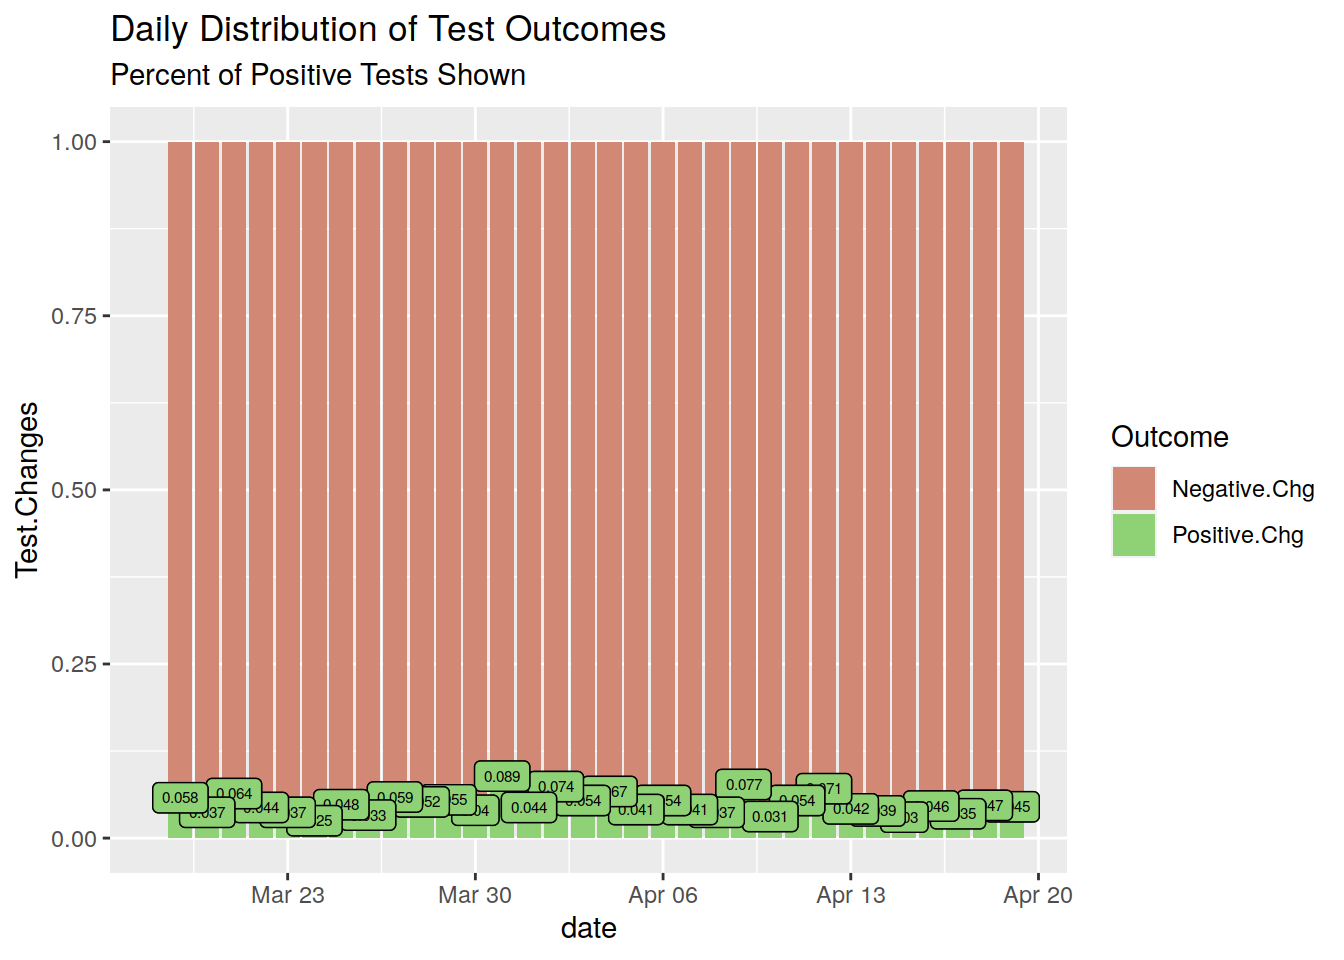 Daily Distribution of Test Outcomes
Percent of Positive Tests Shown
1.00
0.75
0.50
0.25
0.00
Test.Changes
0.058
0.037
0.064
0.048
0.059
0.089
0.044
0.074
0.054
0.041
0.077
0.031
0.054
0.042
Mar 23
Mar 30
Apr 06
Apr 13
Apr 20
date
Outcome
Negative.Chg
Positive.Chg